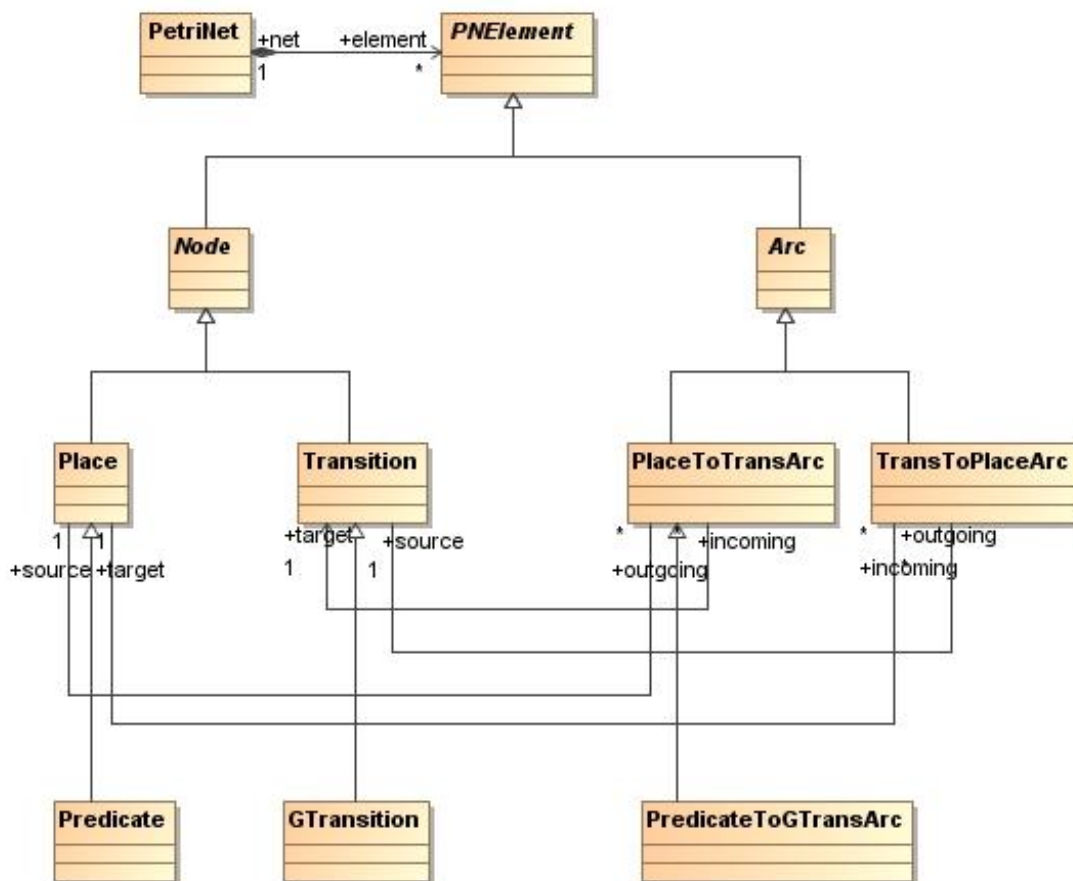 PetriNet
+net
+element
PNElement
1
*
Node
Arc
Place
Transition
PlaceToTransArc
TransToPlaceArc
1
1
+source
+target
+target
1
+source
1
*
*
+incoming
+outgoing
*
+outgoing
*
+incoming
Predicate
GTransition
PredicateToGTransArc